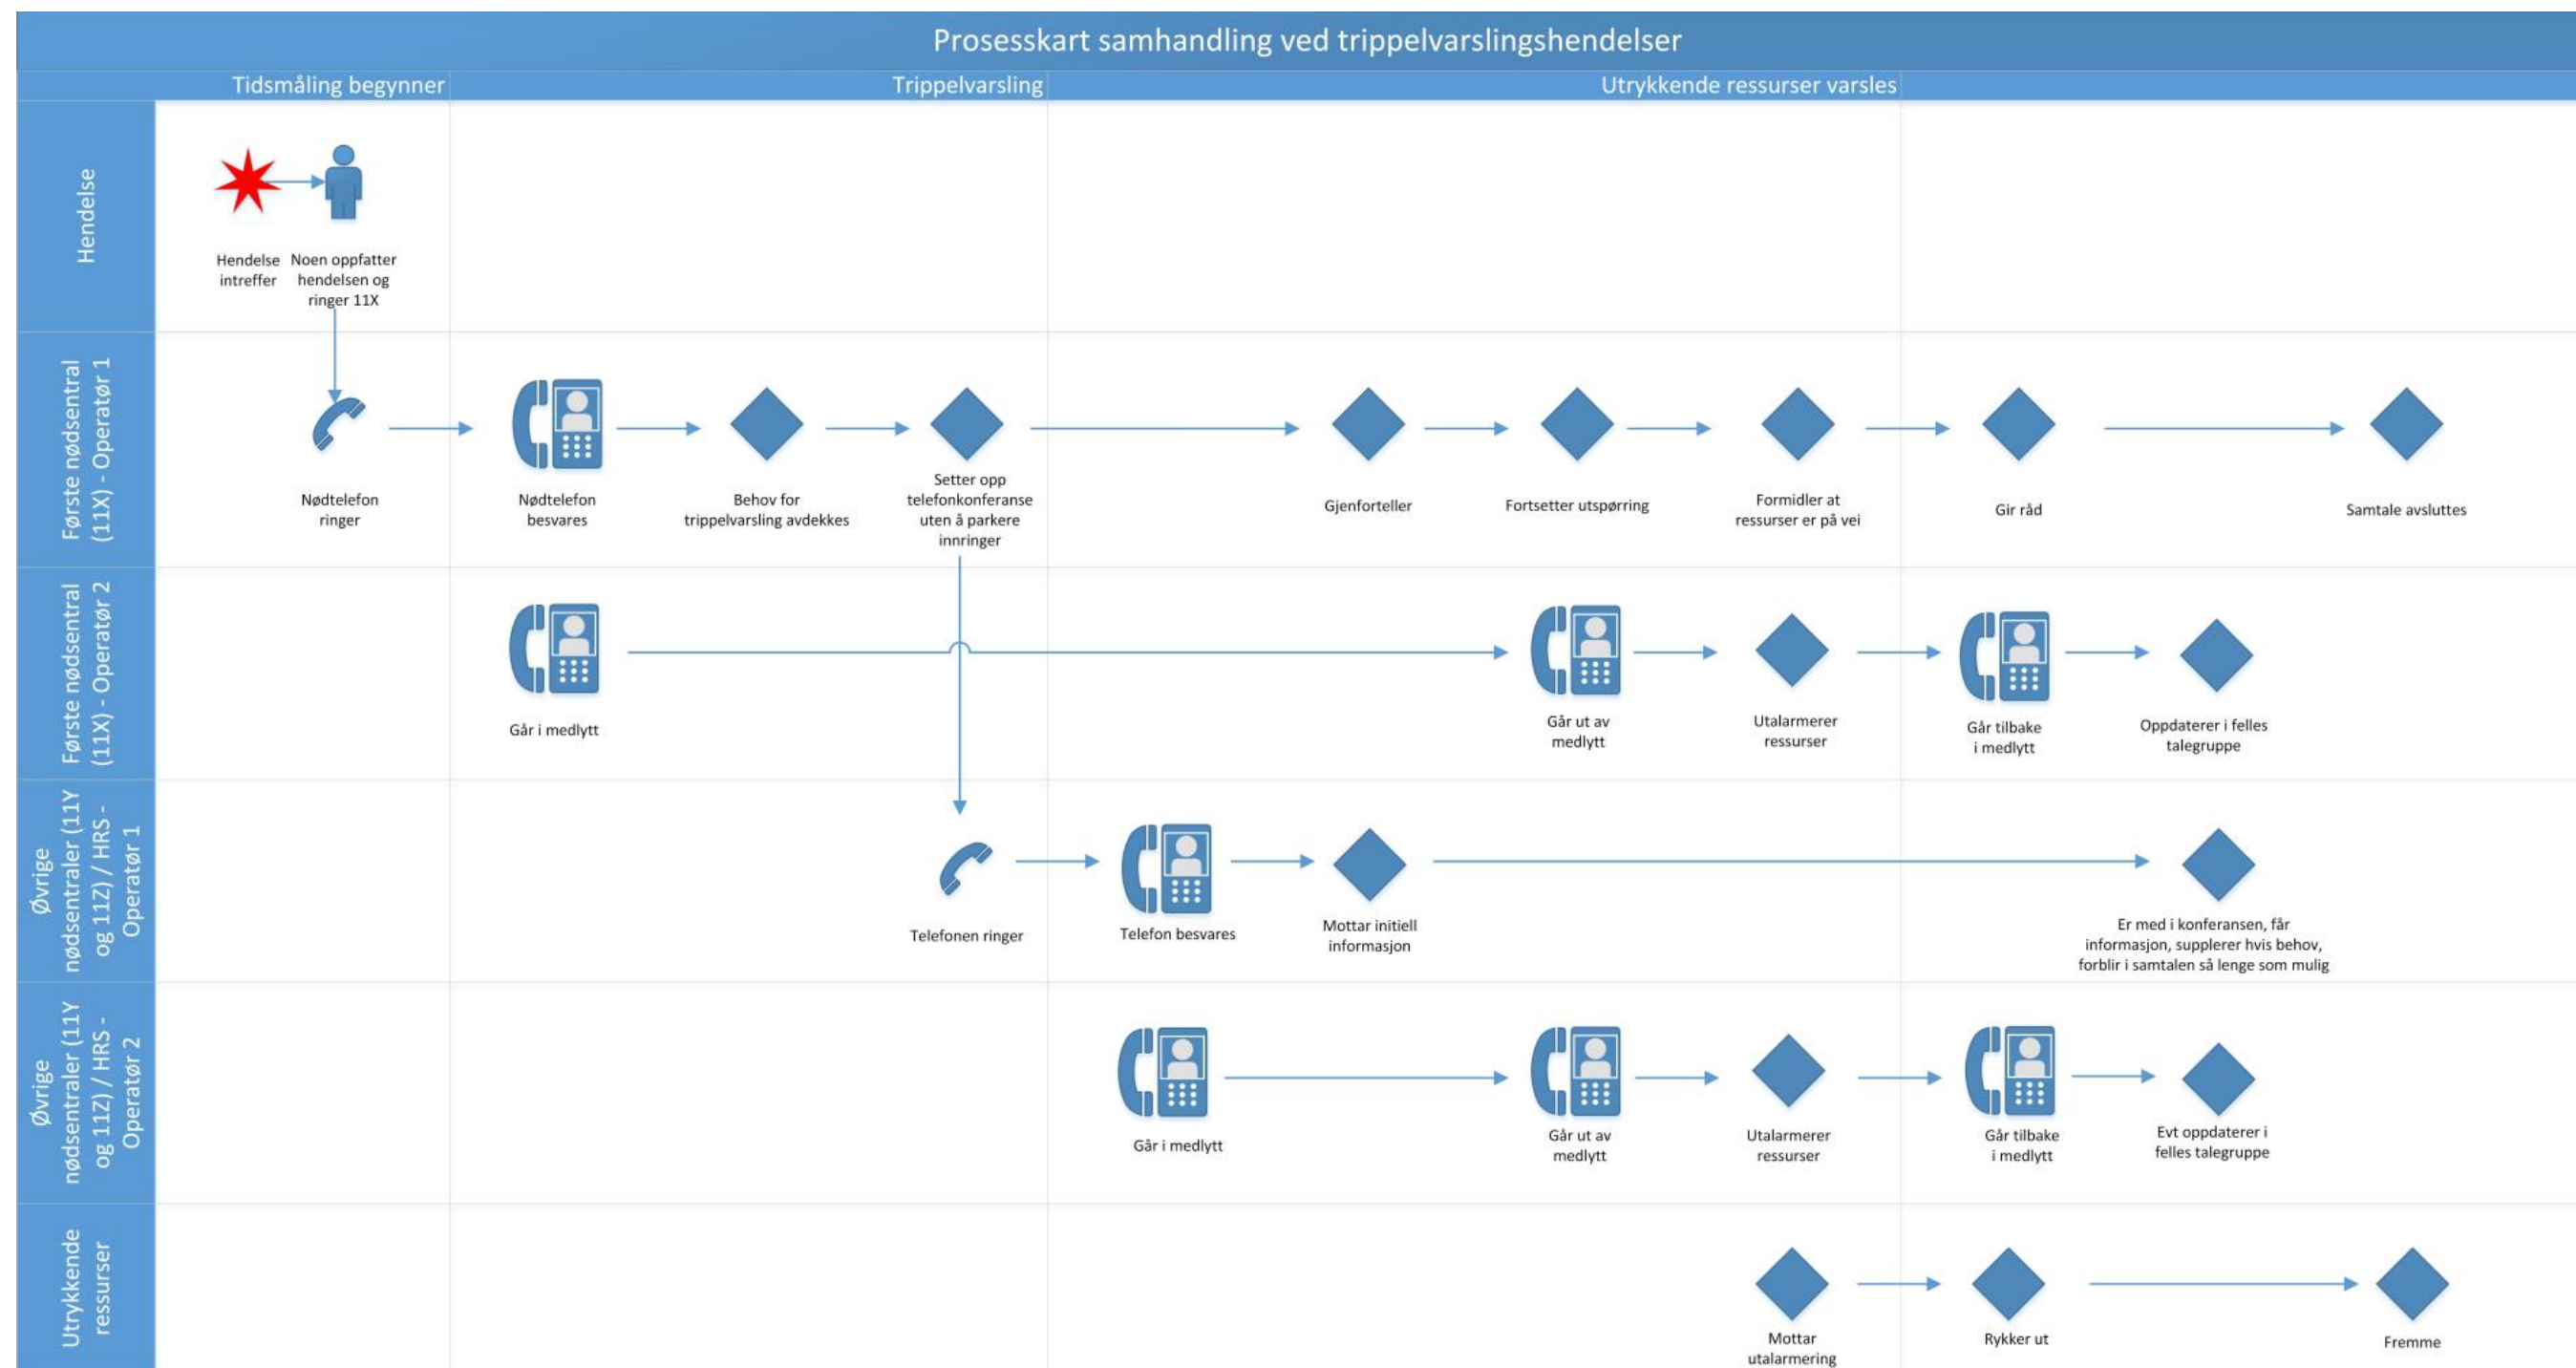 Prosesskart samhandling ved trippelvarslingshendelser
Tidsmåling begynner
Trippelvarsling
Utrykkende ressurser varsles
Hendelse
Hendelse
intreffer
Noen oppfatter
hendelsen og
ringer 11X
Første nødsentral
(11X) - Operatør 1
Nødtelefon
ringer
Nødtelefon
besvares
Behov for
trippelvarsling avdekkes
Setter opp
telefonkonferanse
uten å parkere
innringer
Gjenforteller
Fortsetter utspørring
Formidler at
ressurser er på vei
Gir råd
Samtale avsluttes
Første nødsentral
(11X) - Operatør 2
Går i medlytt
Går ut av
medlytt
Utalarmerer
ressurser
Går tilbake
i medlytt
Oppdaterer i felles
talegruppe
Øvrige
nødsentraler (11Y
og 11Z) / HRS -
Operatør 1
Telefonen ringer
Telefon besvares
Mottar initiell
informasjon
Er med i konferansen, får
informasjon, supplerer hvis behov,
forblir i samtalen så lenge som mulig
Øvrige
nødsentraler (11Y
og 11Z) / HRS -
Operatør 2
Går i medlytt
Går ut av
medlytt
Utalarmerer
ressurser
Går tilbake
i medlytt
Evt oppdaterer i
felles talegruppe
Utrykkende
ressurser
Mottar
utalarmering
Rykker ut
Fremme